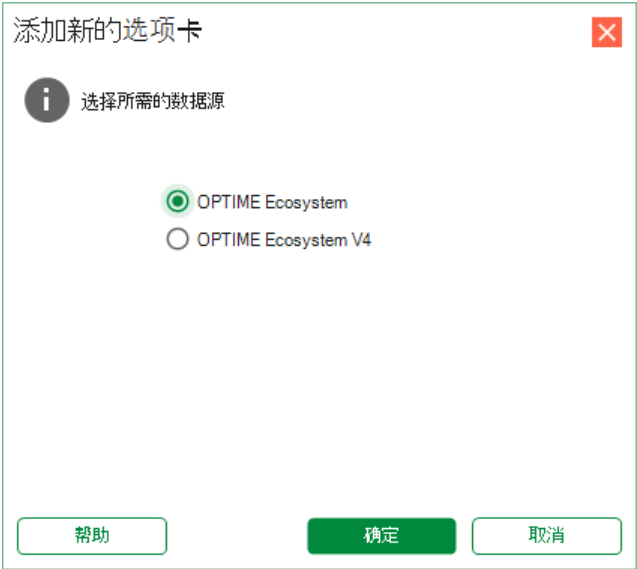 添加新的选项卡
选择所需的数据源
OPTIME Ecosystem
OPTIME Ecosystem V4
帮助
确定
取消